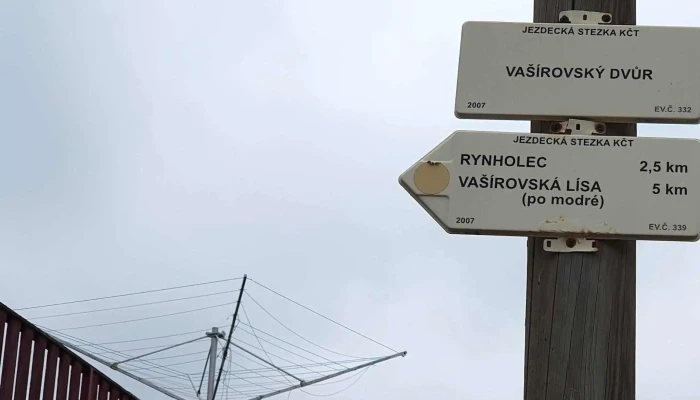 JEZDECKÁ STEZKA KČT
VAŠÍROVSKÝ DVŮR
2007 EV.Č. 332
JEZDECKÁ STEZKA KČT
RYNHOLEC 2,5 km
VAŠÍROVSKÁ LÍSA 5 km
(po modré)
2007 EV.Č. 339